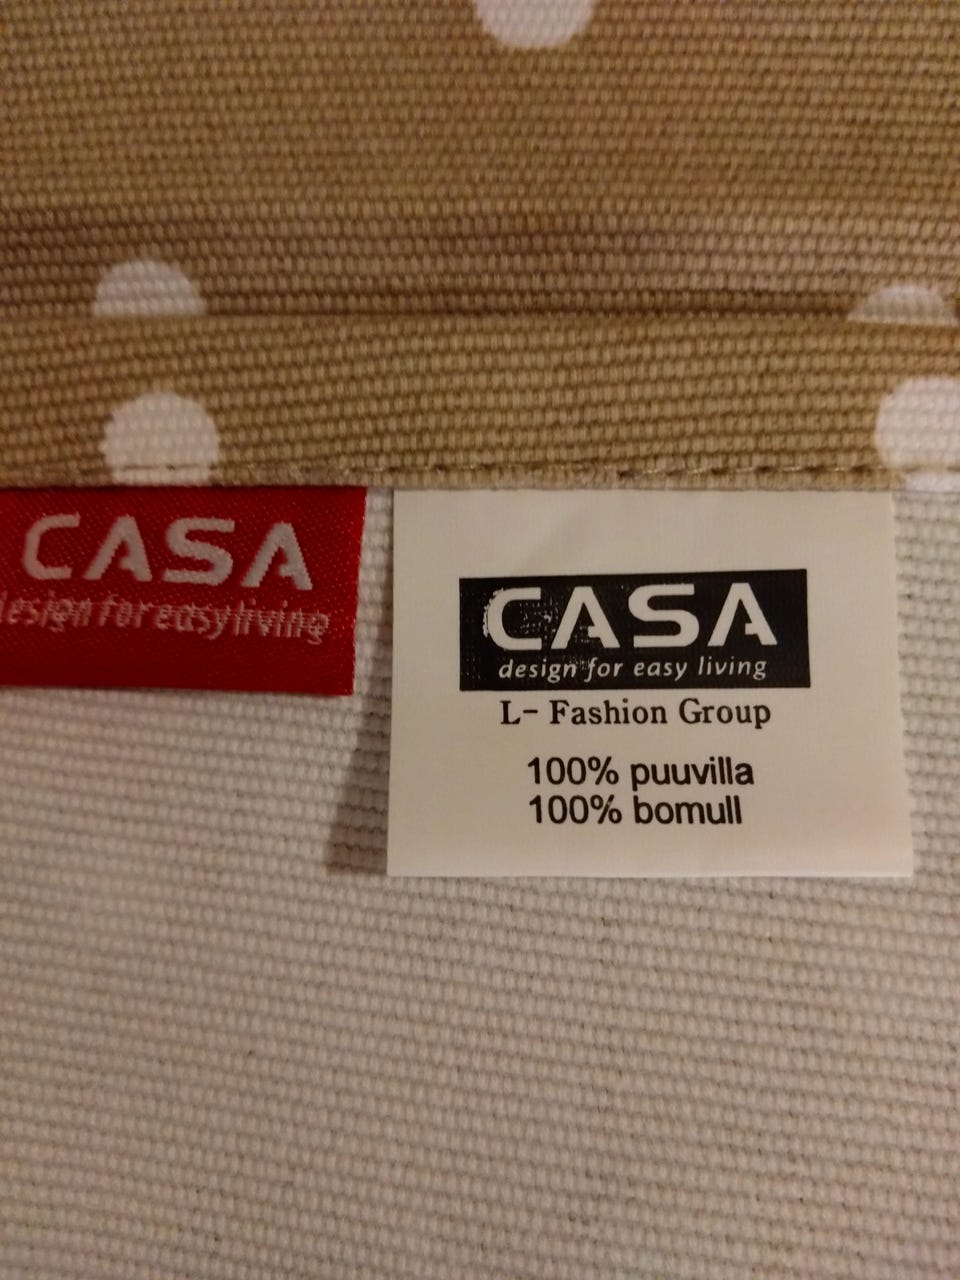 CASA
design for easy living
CASA
design for easy living
L- Fashion Group
100% puuvilla
100% bomull